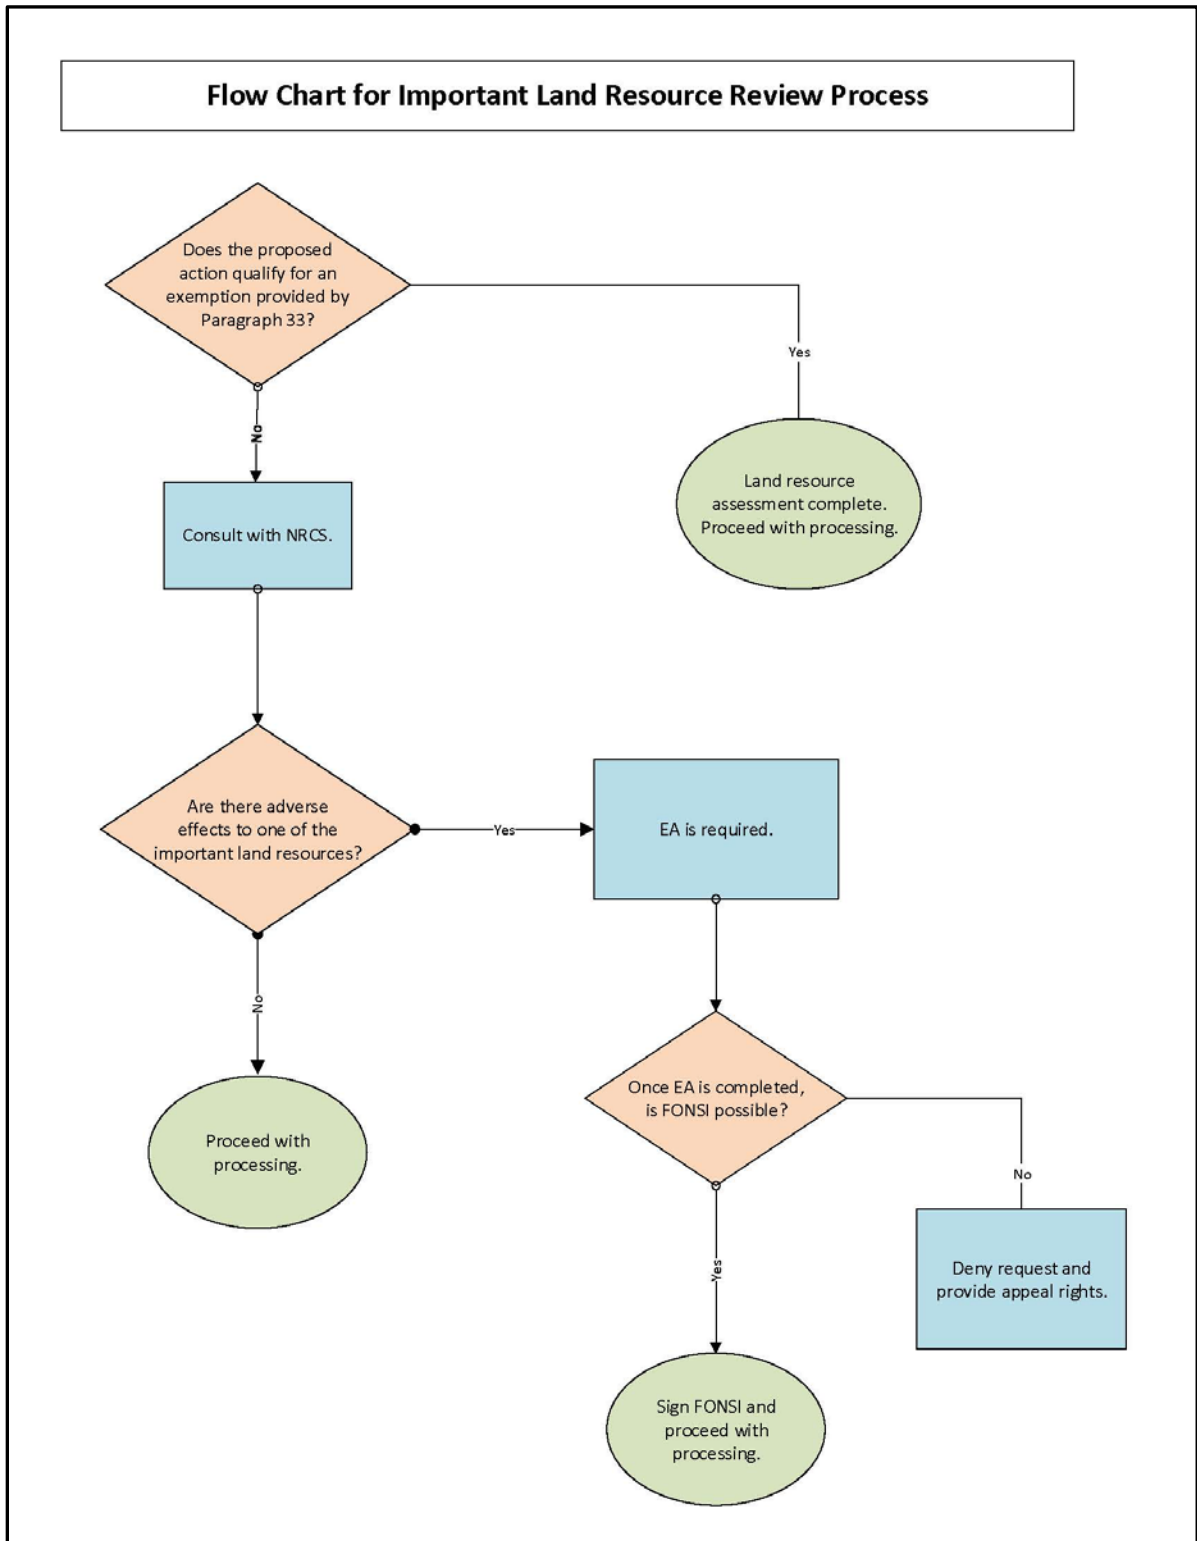 Flow Chart for Important Land Resource Review Process
Does the proposed
action qualify for an
exemption provided by
Paragraph 33?
Yes
No
Land resource
assessment complete.
Proceed with processing.
Consult with NRCS.
Are there adverse
effects to one of the
important land resources?
Yes
EA is required.
No
Once EA is completed,
is FONSI possible?
No
Proceed with
processing.
Yes
Deny request and
provide appeal rights.
Sign FONSI and
proceed with
processing.